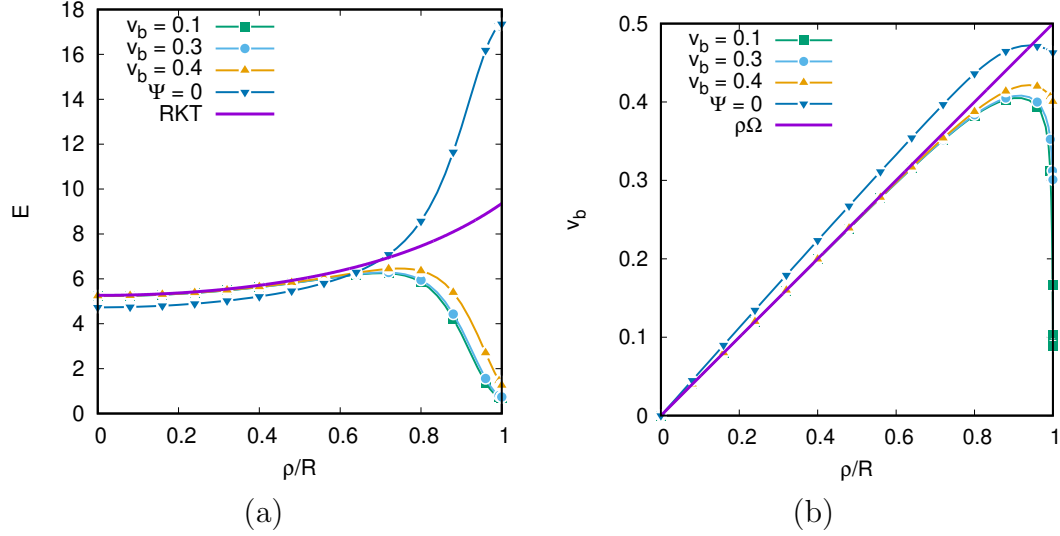 18
16
14
12
10
8
6
4
2
0
E
v_b = 0.1
v_b = 0.3
v_b = 0.4
Ψ = 0
RKT
0 0.2 0.4 0.6 0.8 1
ρ/R
(a)
0.5
0.4
0.3
0.2
0.1
0
v_b
v_b = 0.1
v_b = 0.3
v_b = 0.4
Ψ = 0
ρΩ
0 0.2 0.4 0.6 0.8 1
ρ/R
(b)